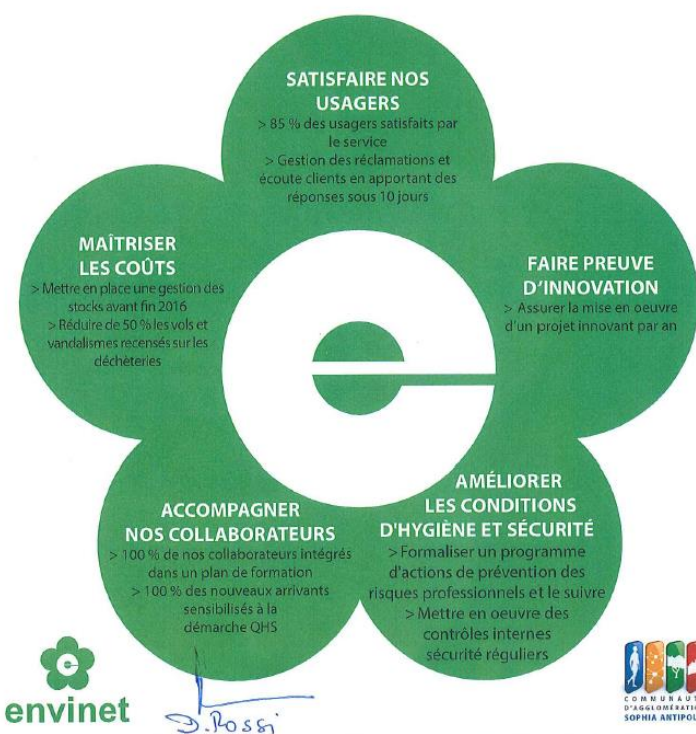 SATISFAIRE NOS
USAGERS
> 85 % des usagers satisfaits par
le service
> Gestion des réclamations et
écoute clients en apportant des
réponses sous 10 jours
MAÎTRISER
LES COÛTS
> Mettre en place une gestion des
stocks avant fin 2016
> Réduire de 50 % les vols et
vandalismes recensés sur les
déchèteries
FAIRE PREUVE
D'INNOVATION
> Assurer la mise en oeuvre
d'un projet innovant par an
ACCOMPAGNER
NOS COLLABORATEURS
> 100 % de nos collaborateurs intégrés
dans un plan de formation
> 100 % des nouveaux arrivants
sensibilisés à la
démarche QHS
AMÉLIORER
LES CONDITIONS
D'HYGIÈNE ET SÉCURITÉ
> Formaliser un programme
d'actions de prévention des
risques professionnels et le suivre
> Mettre en oeuvre des
contrôles internes
sécurité réguliers
e
envinet
D. Rossi
COMMUNAUT
D'AGGLOMÉRATIO
SOPHIA ANTIPOL